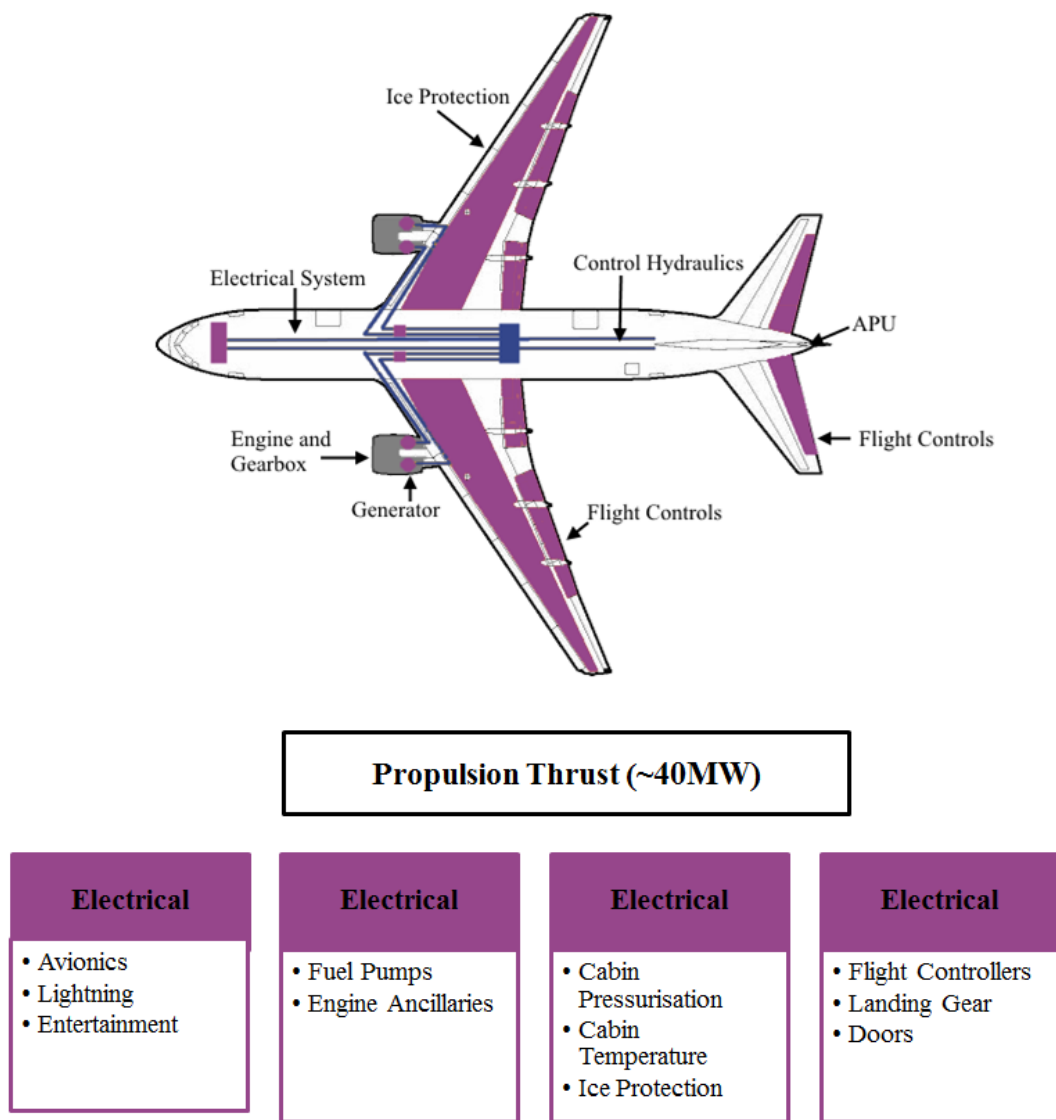 Ice Protection
Electrical System
Control Hydraulics
APU
Engine and
Gearbox
Flight Controls
Generator
Flight Controls
Propulsion Thrust (~40MW)
Electrical
• Avionics
• Lightning
• Entertainment
Electrical
• Fuel Pumps
• Engine Ancillaries
Electrical
• Cabin
Pressurisation
• Cabin
Temperature
• Ice Protection
Electrical
• Flight Controllers
• Landing Gear
• Doors